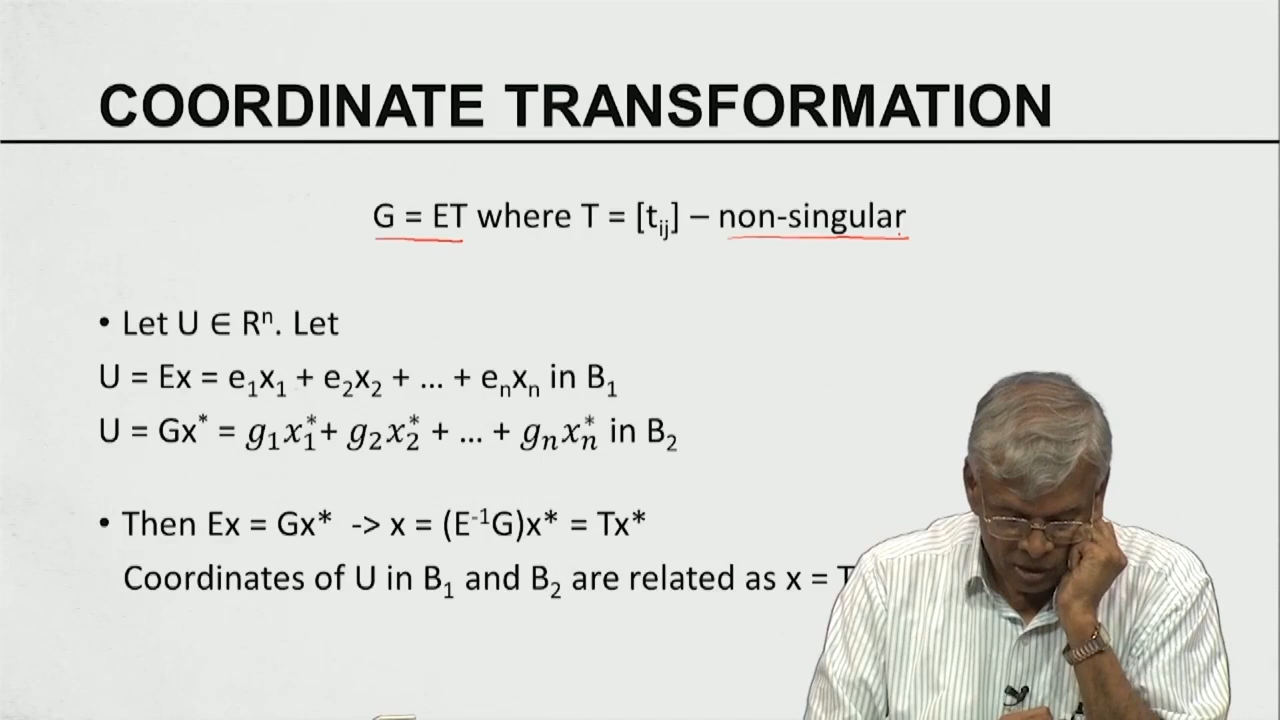 COORDINATE TRANSFORMATION
G = ET where T = [tᵢⱼ] – non-singular
• Let U ∈ Rⁿ. Let
U = Ex = e₁x₁ + e₂x₂ + ... + eₙxₙ in B₁
U = Gx* = g₁x₁* + g₂x₂* + ... + gₙxₙ* in B₂
• Then Ex = Gx* -> x = (E⁻¹G)x* = Tx*
Coordinates of U in B₁ and B₂ are related as x = T